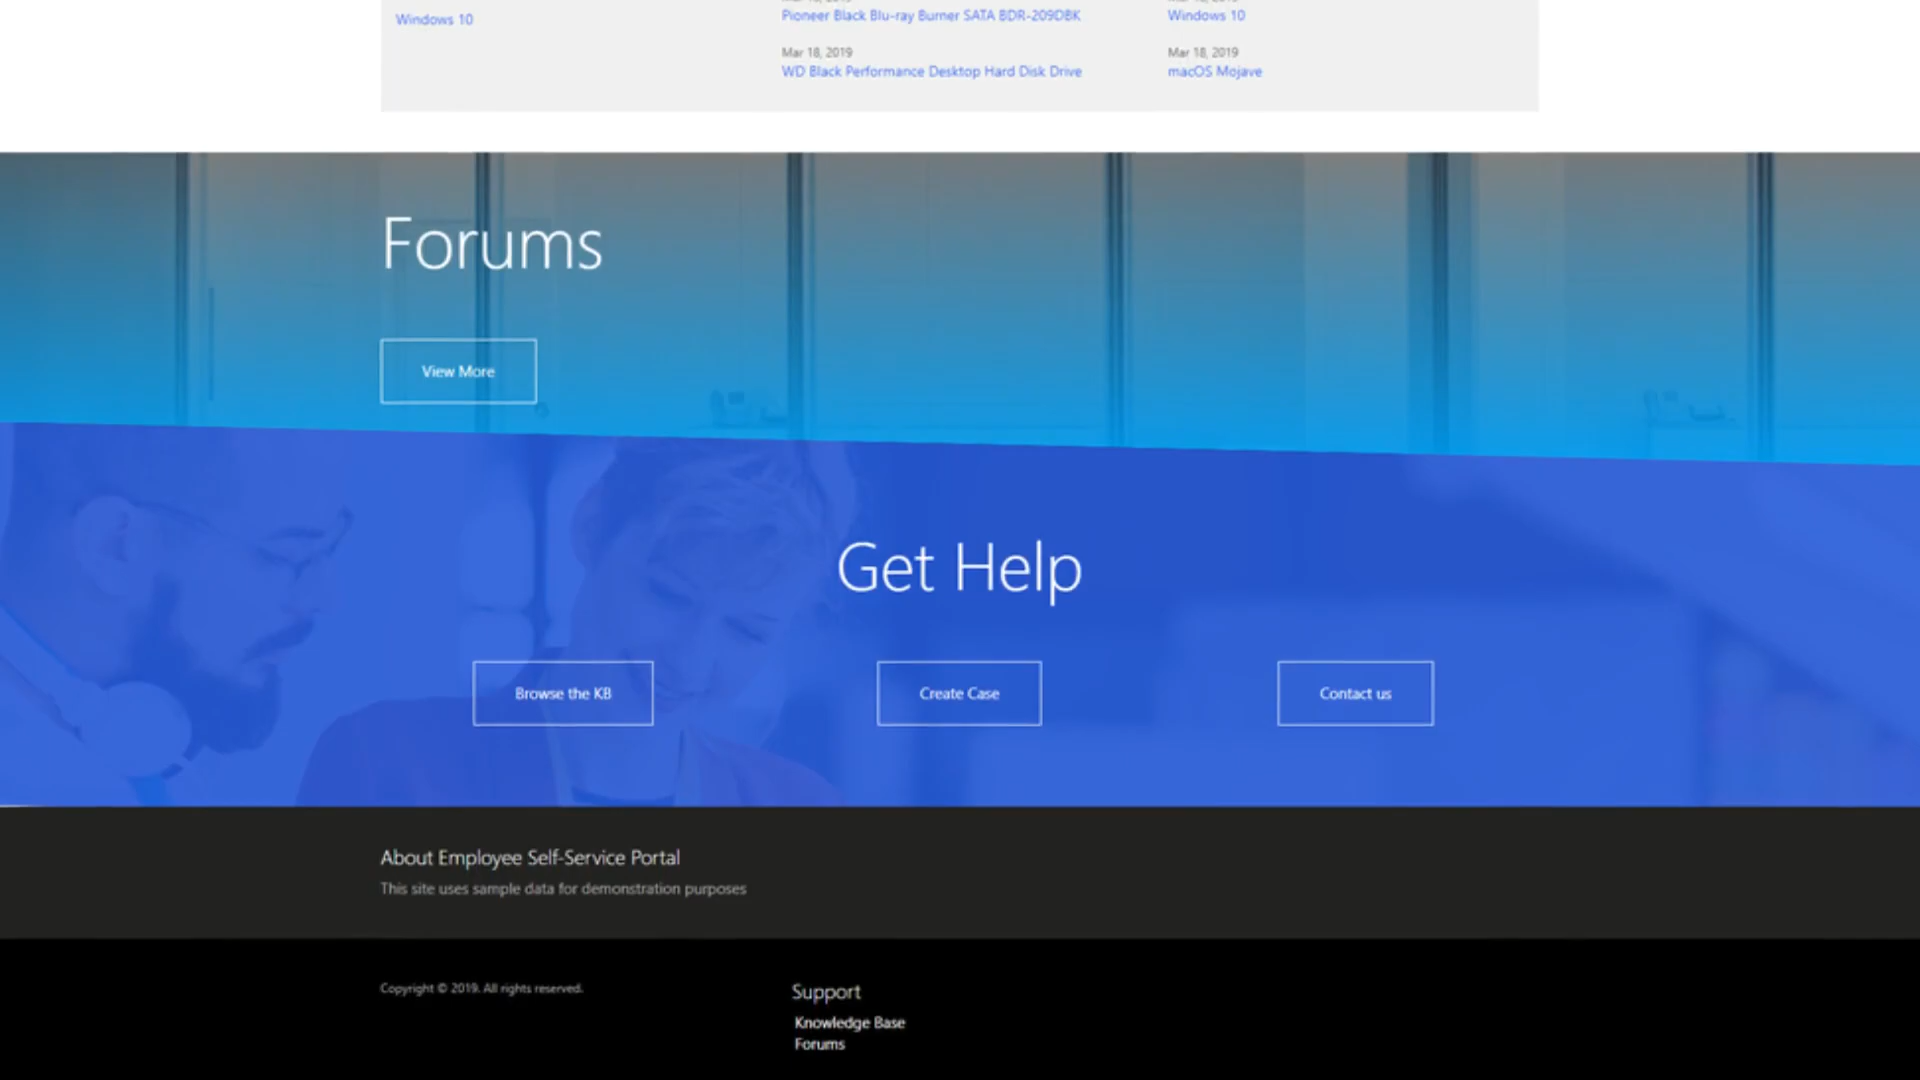 Windows 10
Pioneer Black Blu-ray Burner SATA BDR-209DBK
Windows 10
Mar 18, 2019
WD Black Performance Desktop Hard Disk Drive
Mar 18, 2019
macOS Mojave
Forums
View More
Get Help
Browse the KB
Create Case
Contact us
About Employee Self-Service Portal
This site uses sample data for demonstration purposes
Copyright © 2019. All rights reserved.
Support
Knowledge Base
Forums